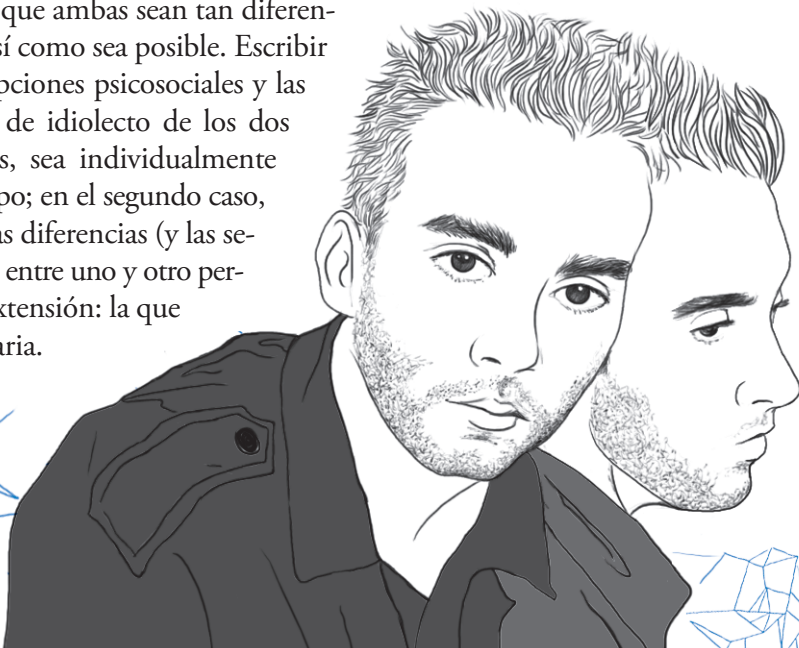 que ambas sean tan diferen-
sí como sea posible. Escribir
pciones psicosociales y las
de idiolecto de los dos
s, sea individualmente
po; en el segundo caso,
as diferencias (y las se-
entre uno y otro per-
xtensión: la que
aria.